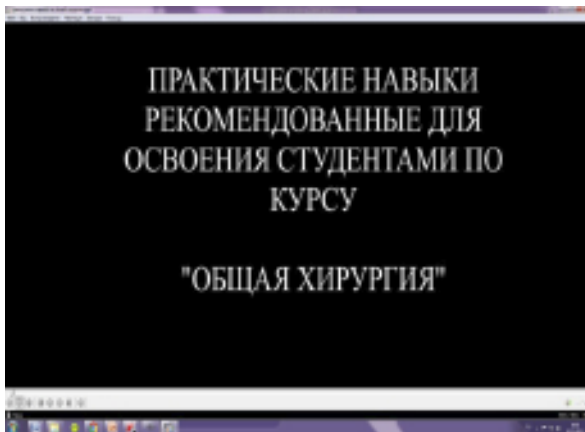 ПРАКТИЧЕСКИЕ НАВЫКИ
РЕКОМЕНДОВАННЫЕ ДЛЯ
ОСВОЕНИЯ СТУДЕНТАМИ ПО
КУРСУ
"ОБЩАЯ ХИРУРГИЯ"